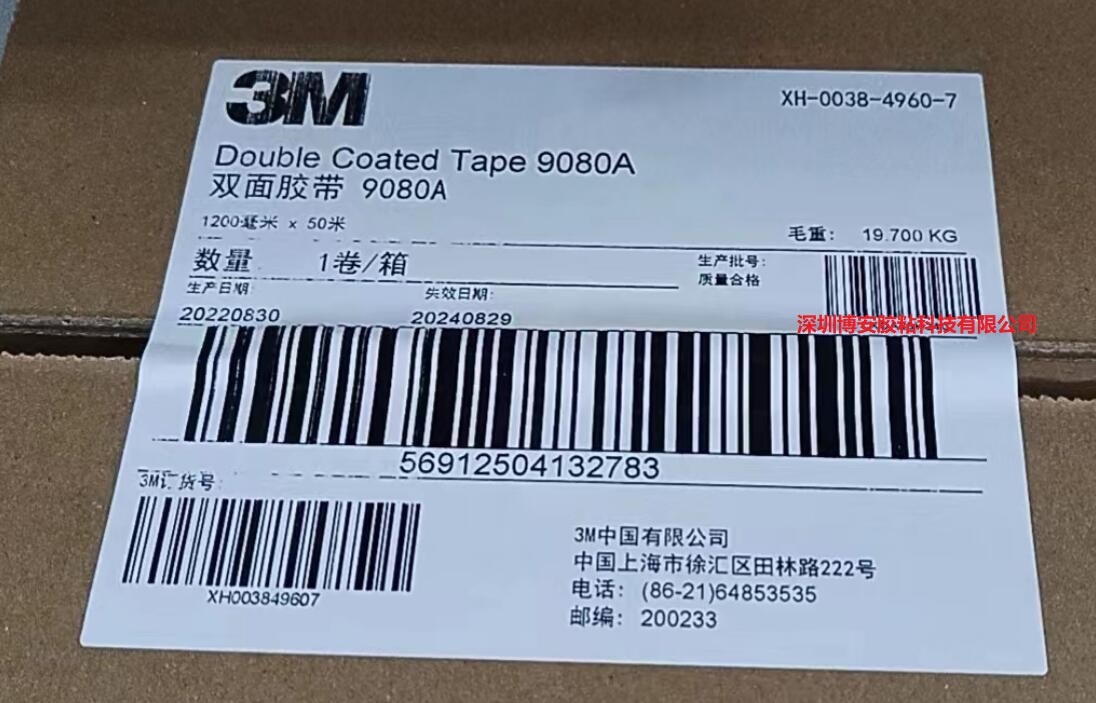 3M
XH-0038-4960-7
Double Coated Tape 9080A
双面胶带 9080A
1200毫米 x 50米
毛重： 19.700 KG
数量 1卷/箱
生产批号:
质量合格
生产日期:
失效日期:
20220830
20240829
深圳博安胶粘科技有限公司
56912504132783
3M订货号:
XH003849607
3M中国有限公司
中国上海市徐汇区田林路222号
电话： (86-21)64853535
邮编： 200233